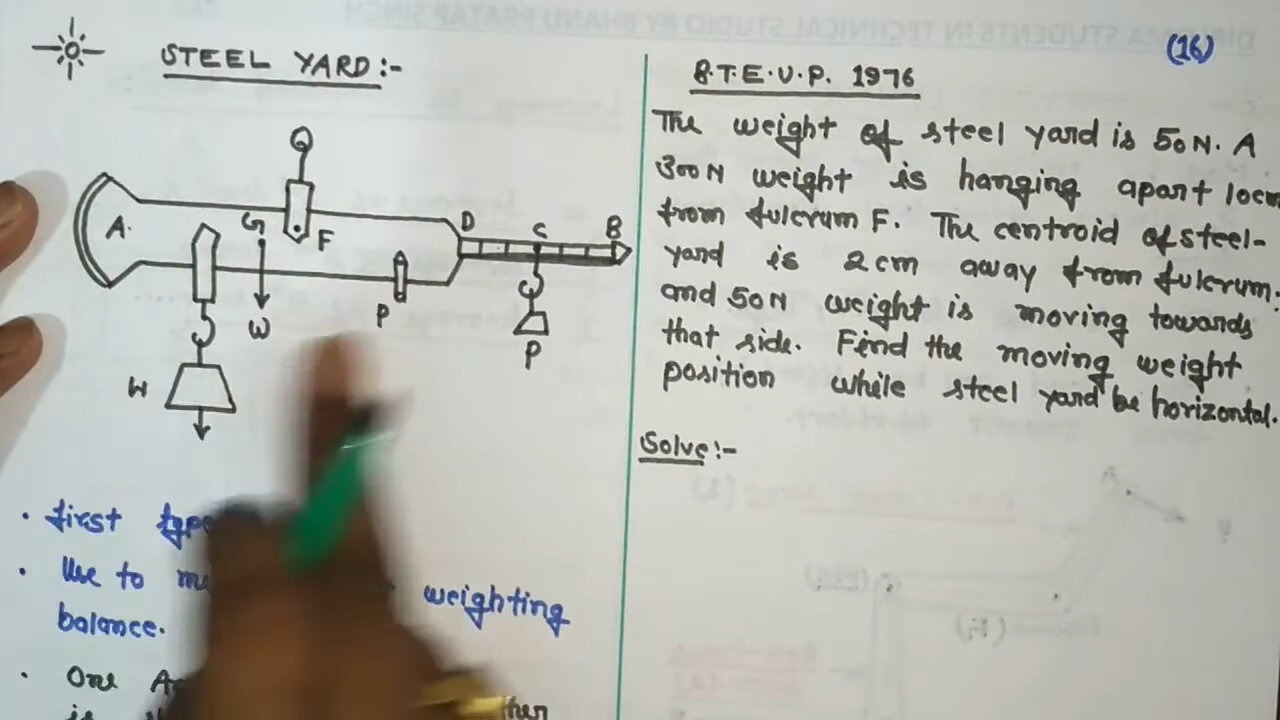 (16)
STEEL YARD:-
Q
A
G
F
D
C
B
W
P
P
W
• first
• Use to weighting
balance.
• One
is
B.T.E.U.P. 1976
The weight of steel yard is 50N. A
300N weight is hanging apart 10cm
from fulcrum F. The centroid of steel-
yard is 2cm away from fulcrum.
and 50N weight is moving towards
that side. Find the moving weight
position while steel yard be horizontal.
Solve:-